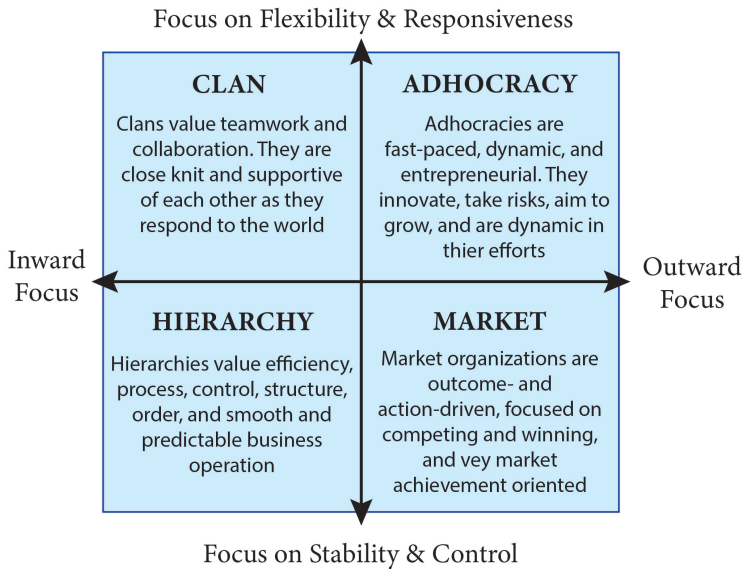 Focus on Flexibility & Responsiveness
CLAN
Clans value teamwork and
collaboration. They are
close knit and supportive
of each other as they
respond to the world
ADHOCRACY
Adhocracies are
fast-paced, dynamic, and
entrepreneurial. They
innovate, take risks, aim to
grow, and are dynamic in
thier efforts
Inward
Focus
Outward
Focus
HIERARCHY
Hierarchies value efficiency,
process, control, structure,
order, and smooth and
predictable business
operation
MARKET
Market organizations are
outcome- and
action-driven, focused on
competing and winning,
and vey market
achievement oriented
Focus on Stability & Control